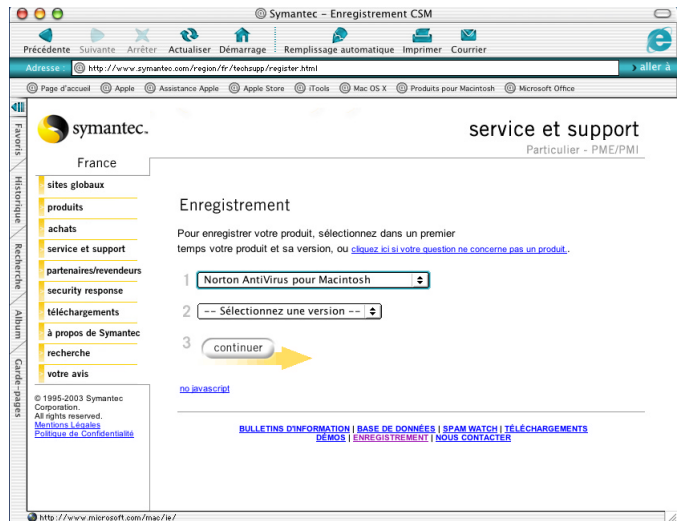 @ Symantec – Enregistrement CSM
Précédente Suivante Arrêter Actualiser Démarrage Remplissage automatique Imprimer Courrier
Adresse : @ http://www.symantec.com/region/fr/techsupp/register.html › aller à
@ Page d'accueil @ Apple @ Assistance Apple @ Apple Store @ iTools @ Mac OS X @ Produits pour Macintosh @ Microsoft Office
Favoris
Historique
Recherche
Album
Garde-pages
symantec.
service et support
Particulier - PME/PMI
France
sites globaux
produits
achats
service et support
partenaires/revendeurs
security response
téléchargements
à propos de Symantec
recherche
votre avis
© 1995-2003 Symantec
Corporation.
All rights reserved.
Mentions Légales
Politique de Confidentialité
Enregistrement
Pour enregistrer votre produit, sélectionnez dans un premier
temps votre produit et sa version, ou cliquez ici si votre question ne concerne pas un produit..
1 Norton AntiVirus pour Macintosh
2 -- Sélectionnez une version --
3 continuer
no javascript
BULLETINS D'INFORMATION | BASE DE DONNÉES | SPAM WATCH | TÉLÉCHARGEMENTS
DÉMOS | ENREGISTREMENT | NOUS CONTACTER
http://www.microsoft.com/mac/ie/